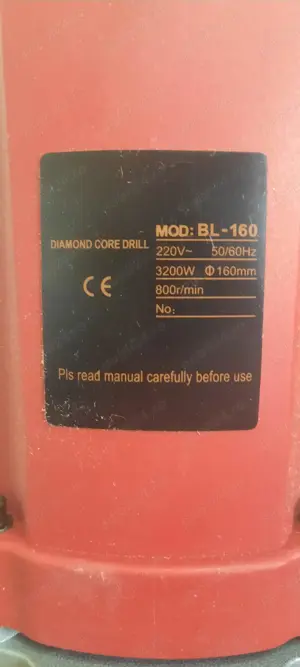 MOD: BL-160
DIAMOND CORE DRILL
220V~ 50/60Hz
3200W Φ160mm
800r/min
CE
No:
Pls read manual carefully before use